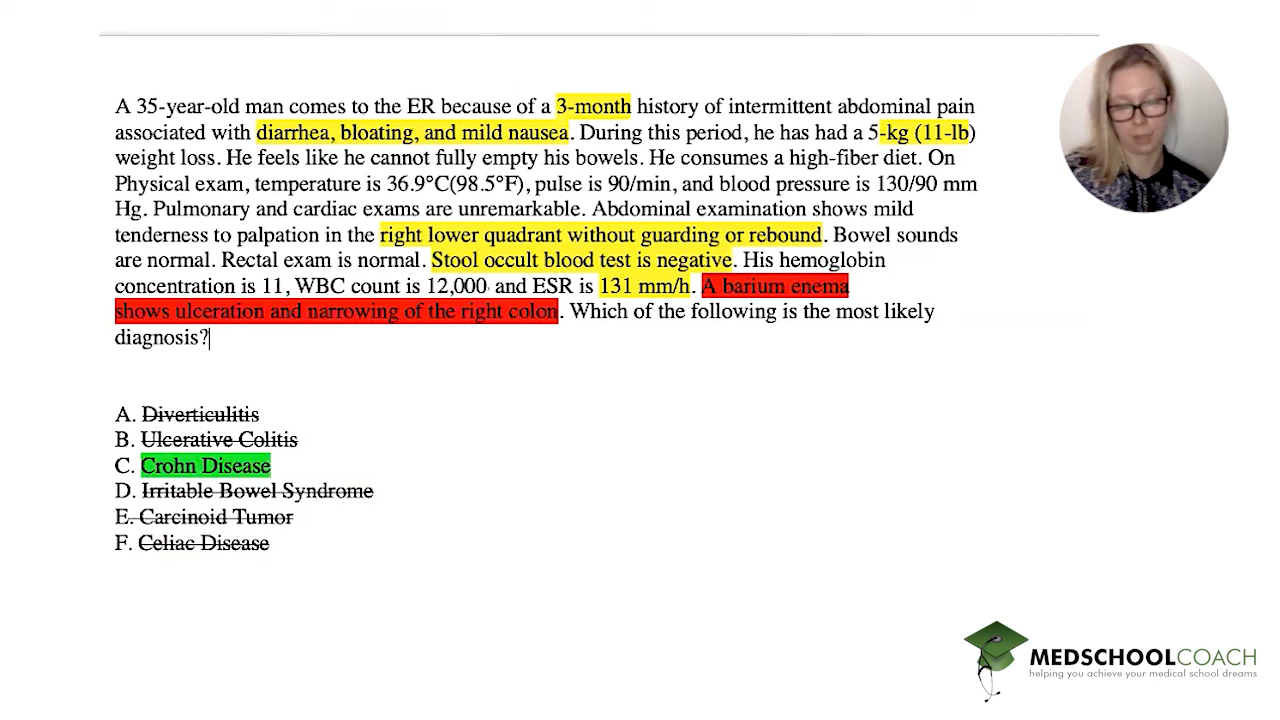 A 35-year-old man comes to the ER because of a 3-month history of intermittent abdominal pain
associated with diarrhea, bloating, and mild nausea. During this period, he has had a 5-kg (11-lb)
weight loss. He feels like he cannot fully empty his bowels. He consumes a high-fiber diet. On
Physical exam, temperature is 36.9°C(98.5°F), pulse is 90/min, and blood pressure is 130/90 mm
Hg. Pulmonary and cardiac exams are unremarkable. Abdominal examination shows mild
tenderness to palpation in the right lower quadrant without guarding or rebound. Bowel sounds
are normal. Rectal exam is normal. Stool occult blood test is negative. His hemoglobin
concentration is 11, WBC count is 12,000 and ESR is 131 mm/h. A barium enema
shows ulceration and narrowing of the right colon. Which of the following is the most likely
diagnosis?
A. Diverticulitis
B. Ulcerative Colitis
C. Crohn Disease
D. Irritable Bowel Syndrome
E. Carcinoid Tumor
F. Celiac Disease
MEDSCHOOLCOACH
helping you achieve your medical school dreams